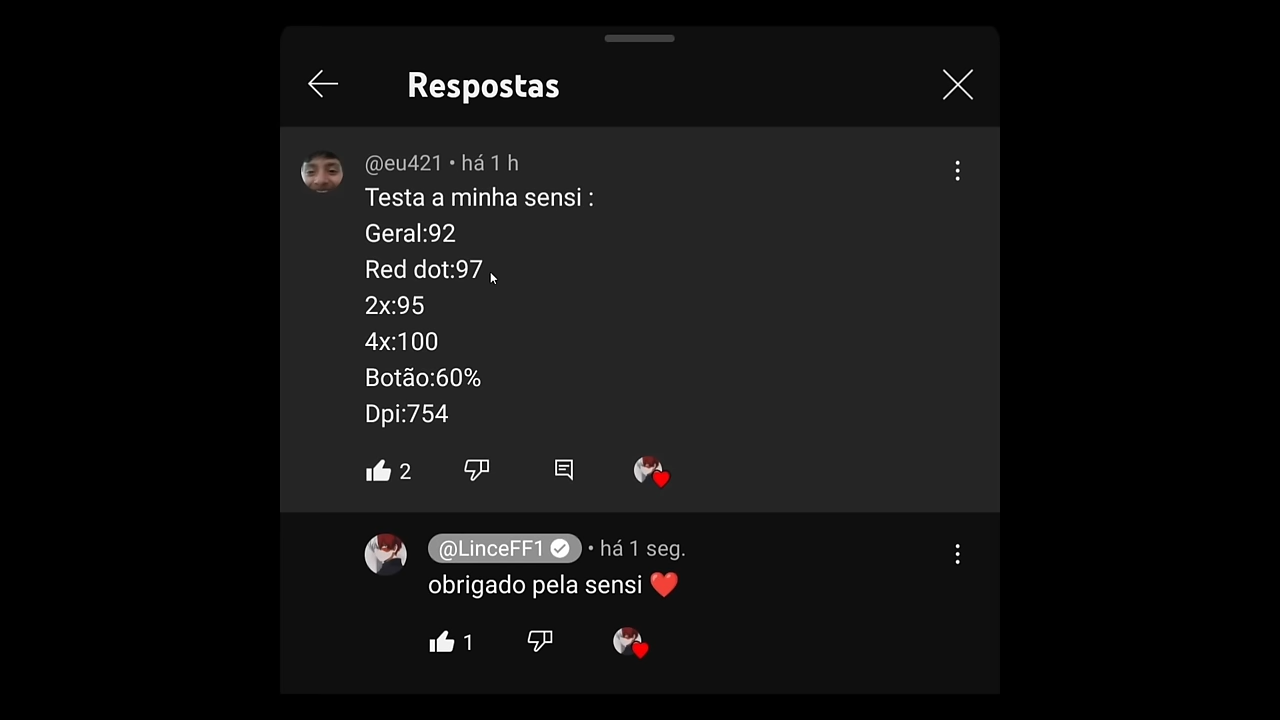 Respostas
@eu421 • há 1 h
Testa a minha sensi :
Geral:92
Red dot:97
2x:95
4x:100
Botão:60%
Dpi:754
2
@LinceFF1 • há 1 seg.
obrigado pela sensi ❤️
1